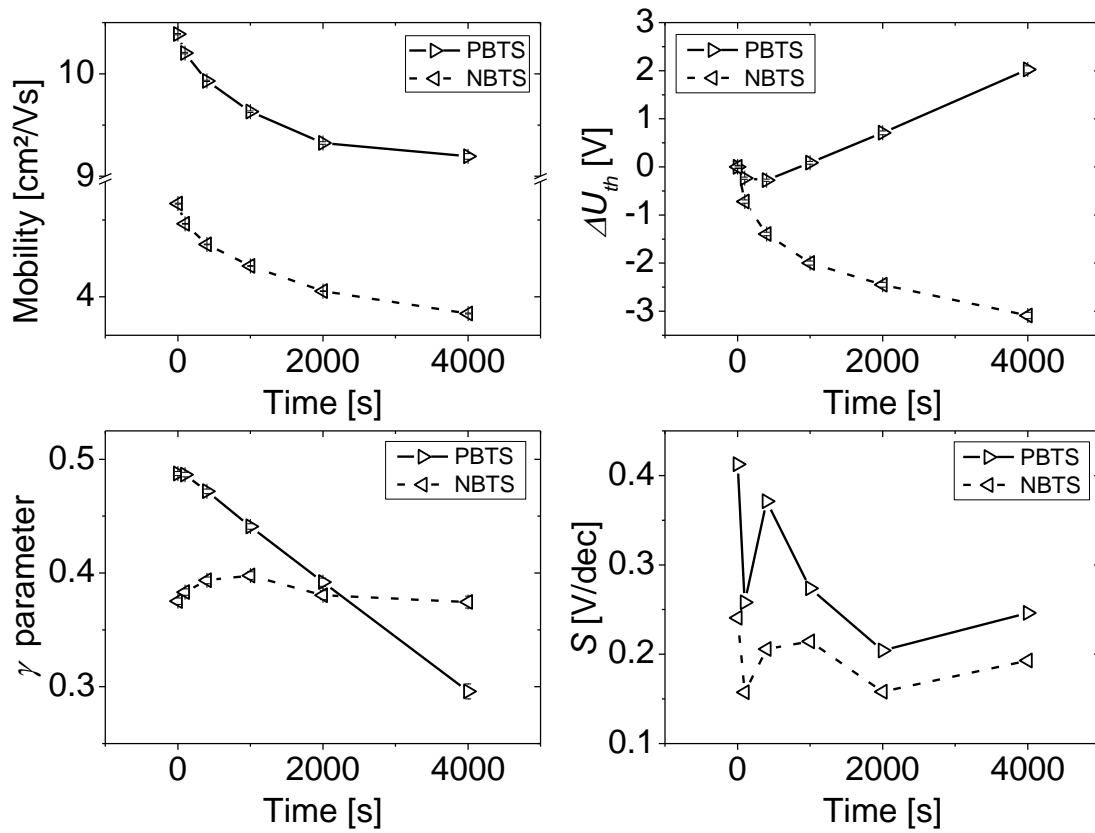 Mobility [cm²/Vs]
10
9
4
0 2000 4000
Time [s]
PBTS
NBTS
ΔU_th [V]
3
2
1
0
-1
-2
-3
0 2000 4000
Time [s]
PBTS
NBTS
γ parameter
0.5
0.4
0.3
0 2000 4000
Time [s]
PBTS
NBTS
S [V/dec]
0.4
0.3
0.2
0.1
0 2000 4000
Time [s]
PBTS
NBTS